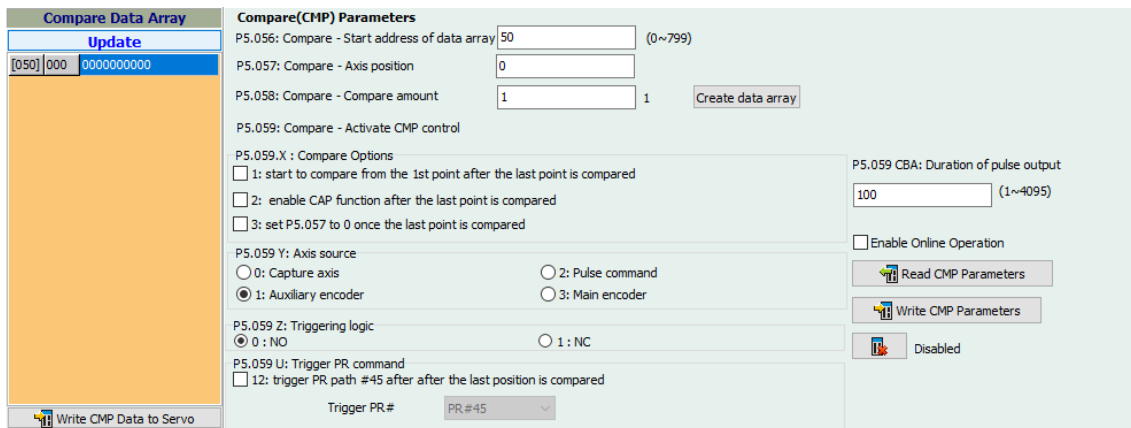 Compare Data Array
Update
[050] 000 0000000000
Write CMP Data to Servo
Compare(CMP) Parameters
P5.056: Compare - Start address of data array 50 (0~799)
P5.057: Compare - Axis position 0
P5.058: Compare - Compare amount 1 1 Create data array
P5.059: Compare - Activate CMP control
P5.059.X : Compare Options
1: start to compare from the 1st point after the last point is compared
2: enable CAP function after the last point is compared
3: set P5.057 to 0 once the last point is compared
P5.059 Y: Axis source
0: Capture axis 2: Pulse command
1: Auxiliary encoder 3: Main encoder
P5.059 Z: Triggering logic
0 : NO 1 : NC
P5.059 U: Trigger PR command
12: trigger PR path #45 after after the last position is compared
Trigger PR# PR#45
P5.059 CBA: Duration of pulse output
100 (1~4095)
Enable Online Operation
Read CMP Parameters
Write CMP Parameters
Disabled